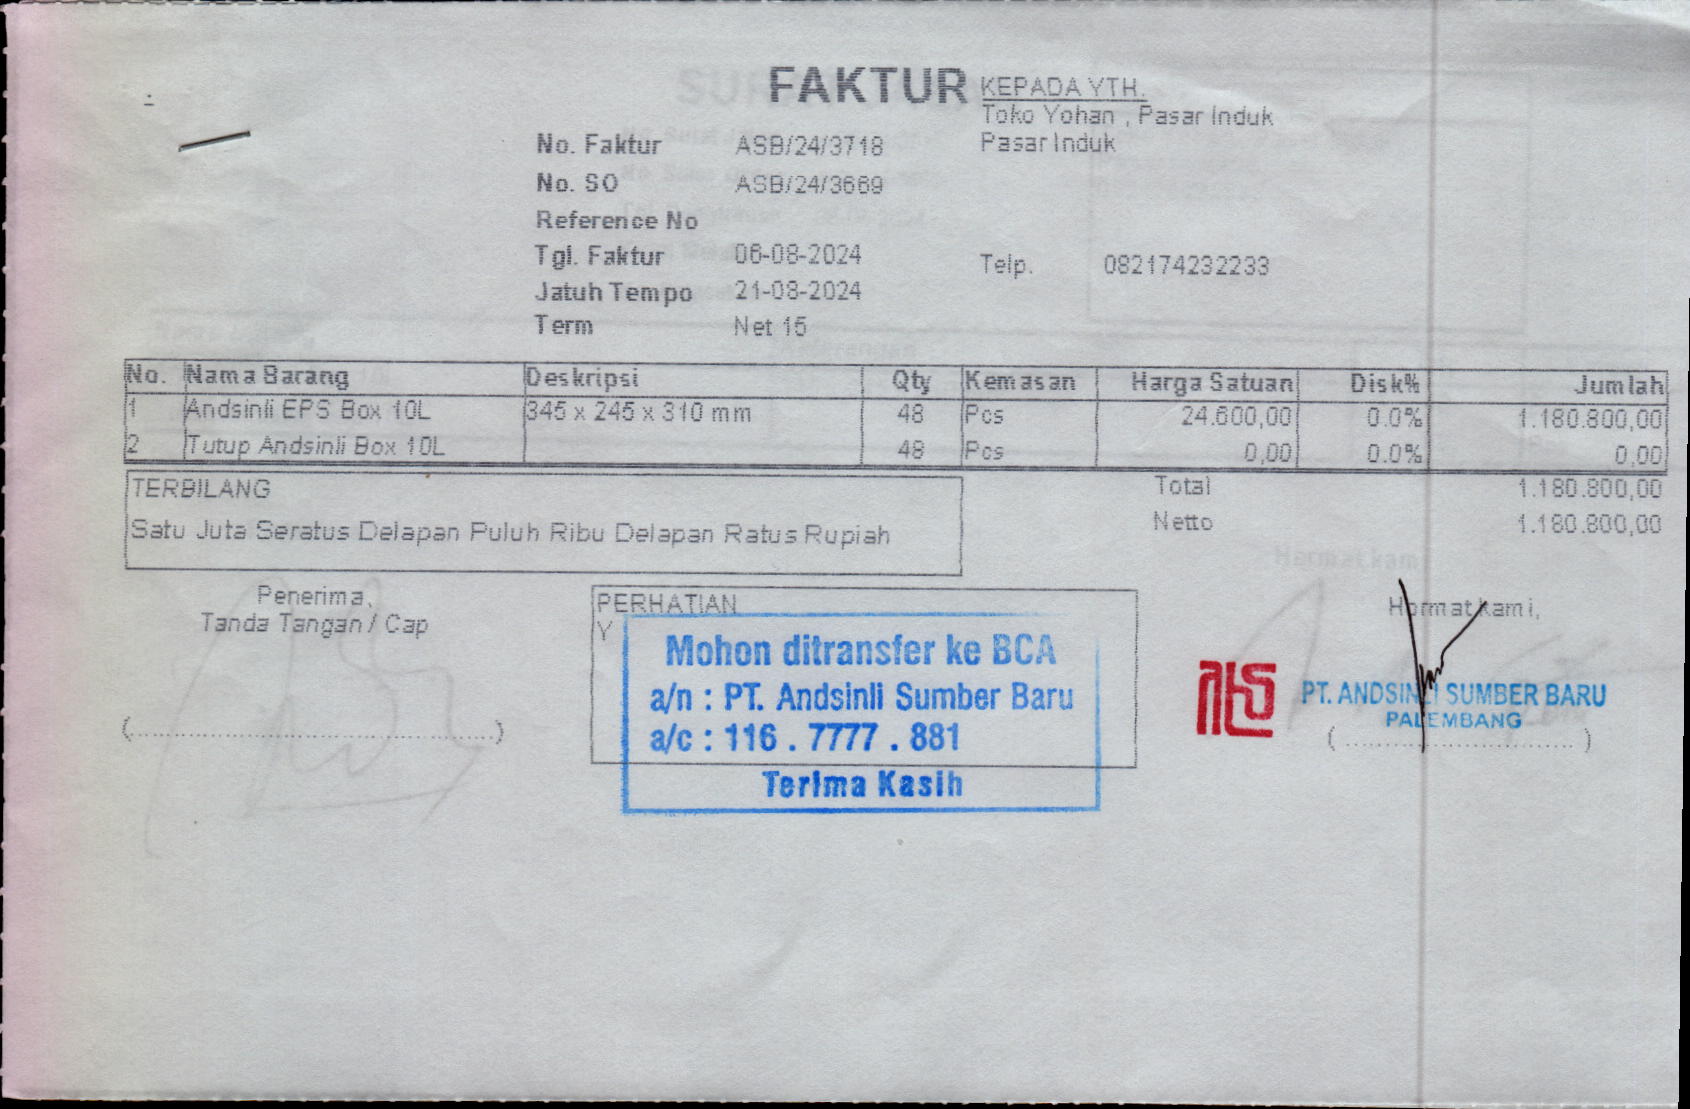 FAKTUR
KEPADA YTH.
Toko Yohan , Pasar Induk
Pasar Induk
No. Faktur ASB/24/3718
No. SO ASB/24/3669
Reference No
Tgl. Faktur 06-08-2024
Telp. 082174232233
Jatuh Tempo 21-08-2024
Term Net 15
No. Nama Barang Deskripsi Qty Kemasan Harga Satuan Disk% Jumlah
1 Andsinli EPS Box 10L 345 x 245 x 310 mm 48 Pcs 24.600,00 0.0% 1.180.800,00
2 Tutup Andsinli Box 10L 48 Pcs 0,00 0.0% 0,00
TERBILANG
Satu Juta Seratus Delapan Puluh Ribu Delapan Ratus Rupiah
Total 1.180.800,00
Netto 1.180.800,00
Penerima,
Tanda Tangan / Cap
(........................................)
PERHATIAN
Y
Mohon ditransfer ke BCA
a/n : PT. Andsinli Sumber Baru
a/c : 116 . 7777 . 881
Terima Kasih
Hormat kami,
PT. ANDSINLI SUMBER BARU
PALEMBANG
( ............................ )